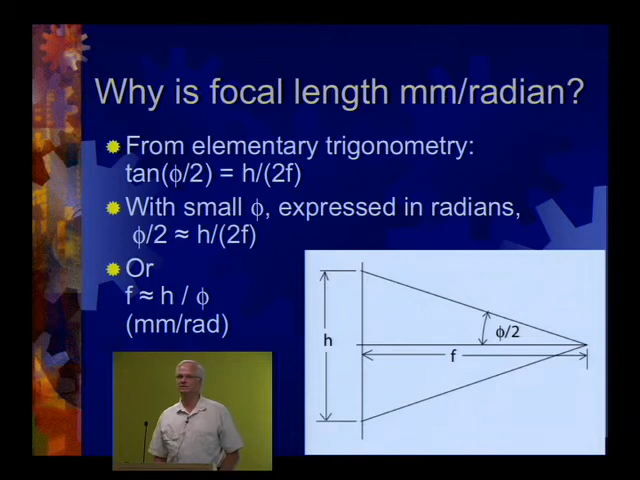 Why is focal length mm/radian?
From elementary trigonometry:
tan(ϕ/2) = h/(2f)
With small ϕ, expressed in radians,
ϕ/2 ≈ h/(2f)
Or
f ≈ h / ϕ
(mm/rad)
h
ϕ/2
f